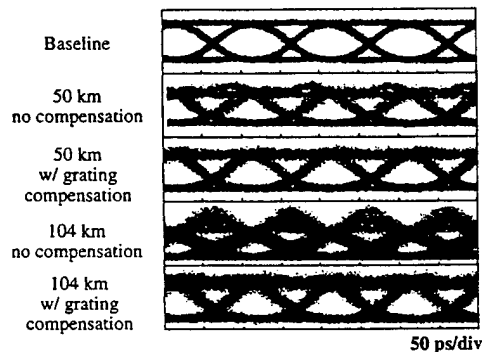 Baseline
50 km
no compensation
50 km
w/ grating
compensation
104 km
no compensation
104 km
w/ grating
compensation
50 ps/div